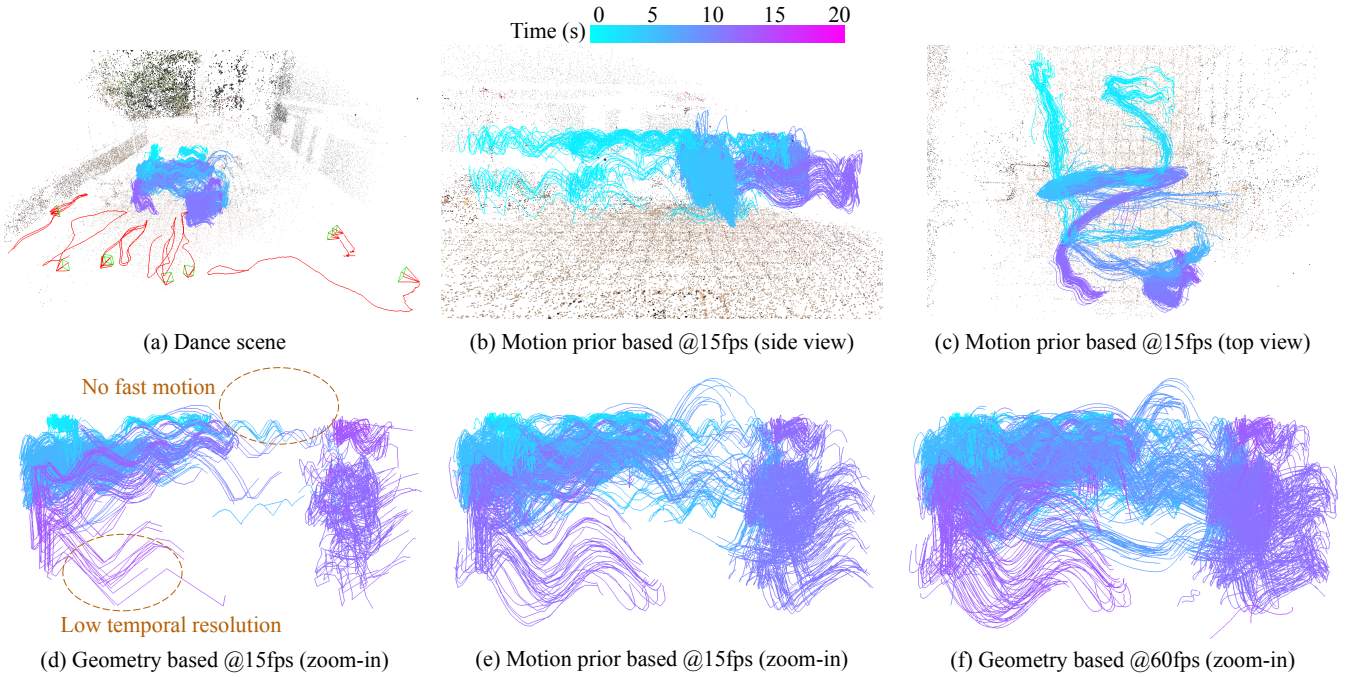 Time (s) 0 5 10 15 20
(a) Dance scene
(b) Motion prior based @15fps (side view)
(c) Motion prior based @15fps (top view)
No fast motion
Low temporal resolution
(d) Geometry based @15fps (zoom-in)
(e) Motion prior based @15fps (zoom-in)
(f) Geometry based @60fps (zoom-in)